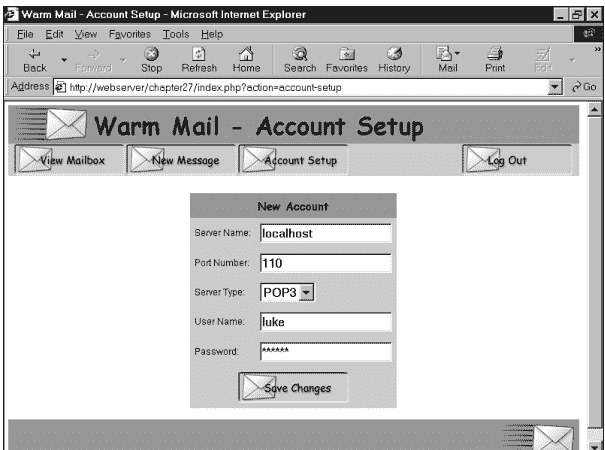 Warm Mail - Account Setup - Microsoft Internet Explorer
File Edit View Favorites Tools Help
Back Forward Stop Refresh Home Search Favorites History Mail Print Edit »
Address http://webserver/chapter27/index.php?action=account-setup Go
Warm Mail - Account Setup
View Mailbox New Message Account Setup Log Out
New Account
Server Name: localhost
Port Number: 110
Server Type: POP3
User Name: luke
Password: ******
Save Changes